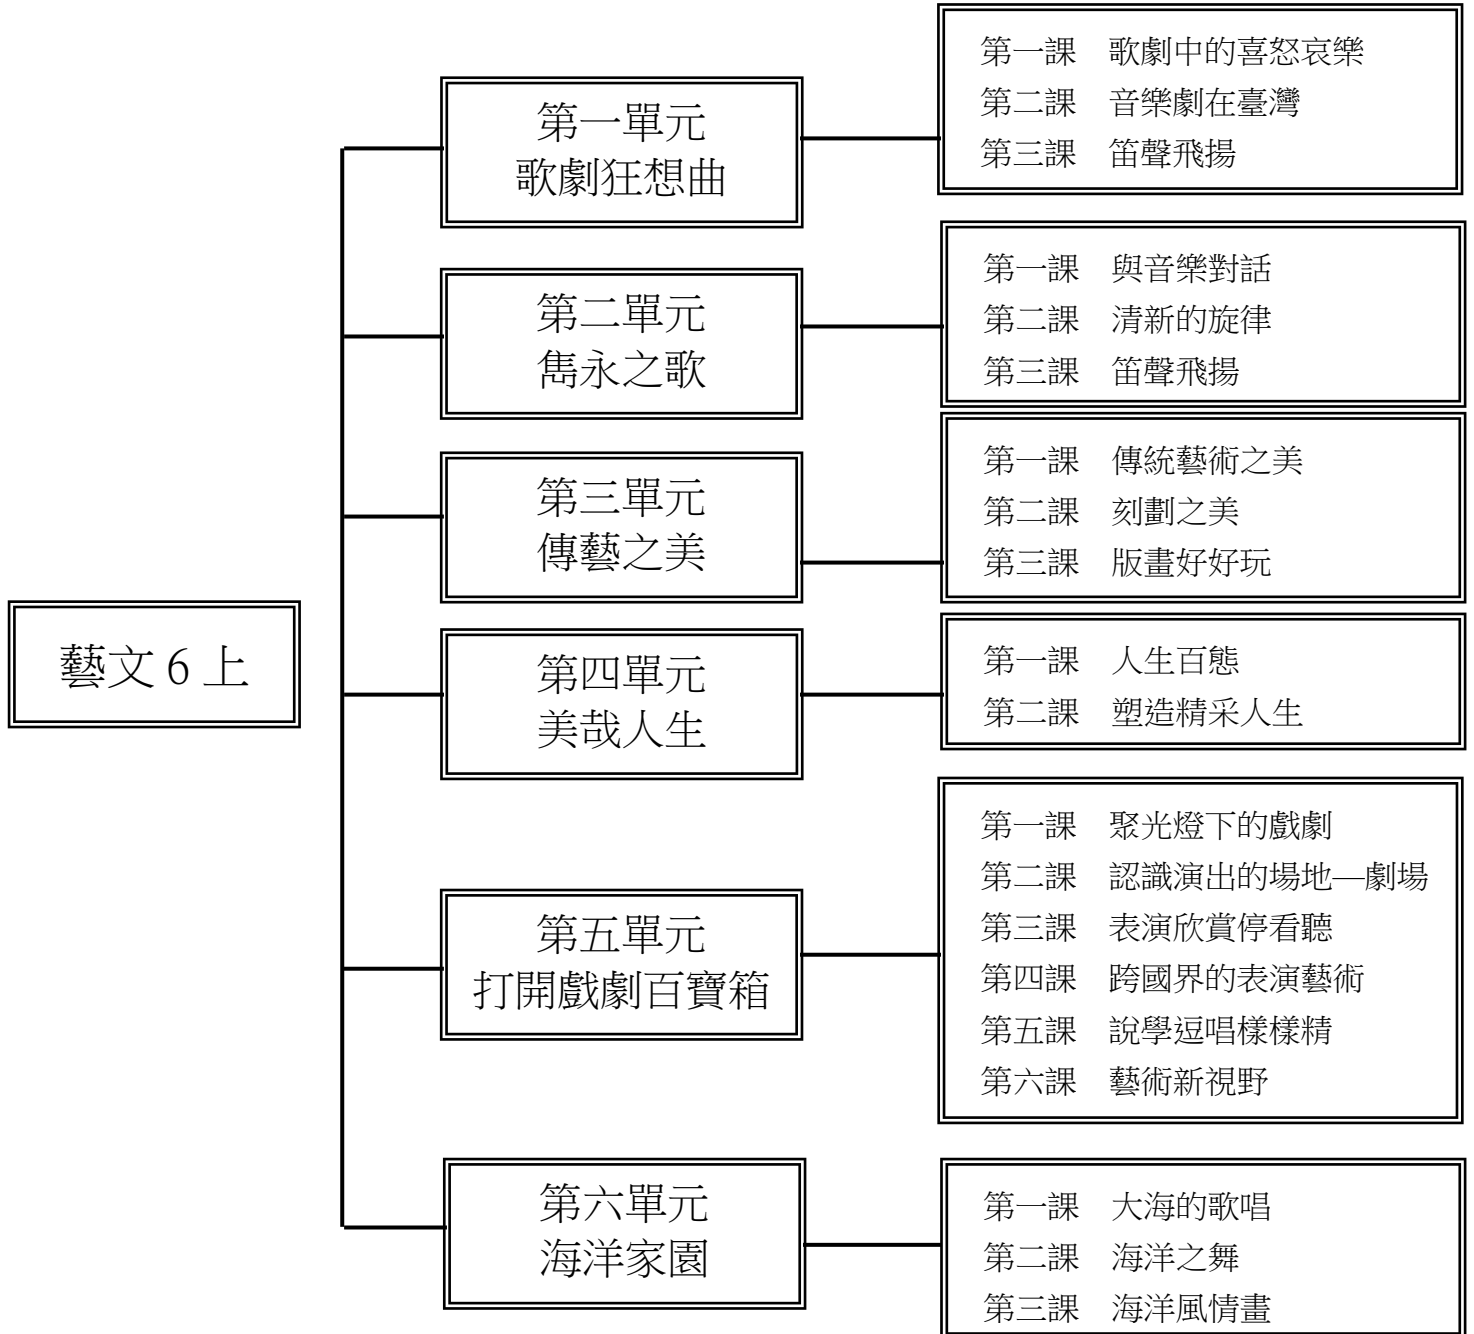 藝文 6 上
第一單元
歌劇狂想曲
第一課　歌劇中的喜怒哀樂
第二課　音樂劇在臺灣
第三課　笛聲飛揚
第二單元
雋永之歌
第一課　與音樂對話
第二課　清新的旋律
第三課　笛聲飛揚
第三單元
傳藝之美
第一課　傳統藝術之美
第二課　刻劃之美
第三課　版畫好好玩
第四單元
美哉人生
第一課　人生百態
第二課　塑造精采人生
第五單元
打開戲劇百寶箱
第一課　聚光燈下的戲劇
第二課　認識演出的場地—劇場
第三課　表演欣賞停看聽
第四課　跨國界的表演藝術
第五課　說學逗唱樣樣精
第六課　藝術新視野
第六單元
海洋家園
第一課　大海的歌唱
第二課　海洋之舞
第三課　海洋風情畫